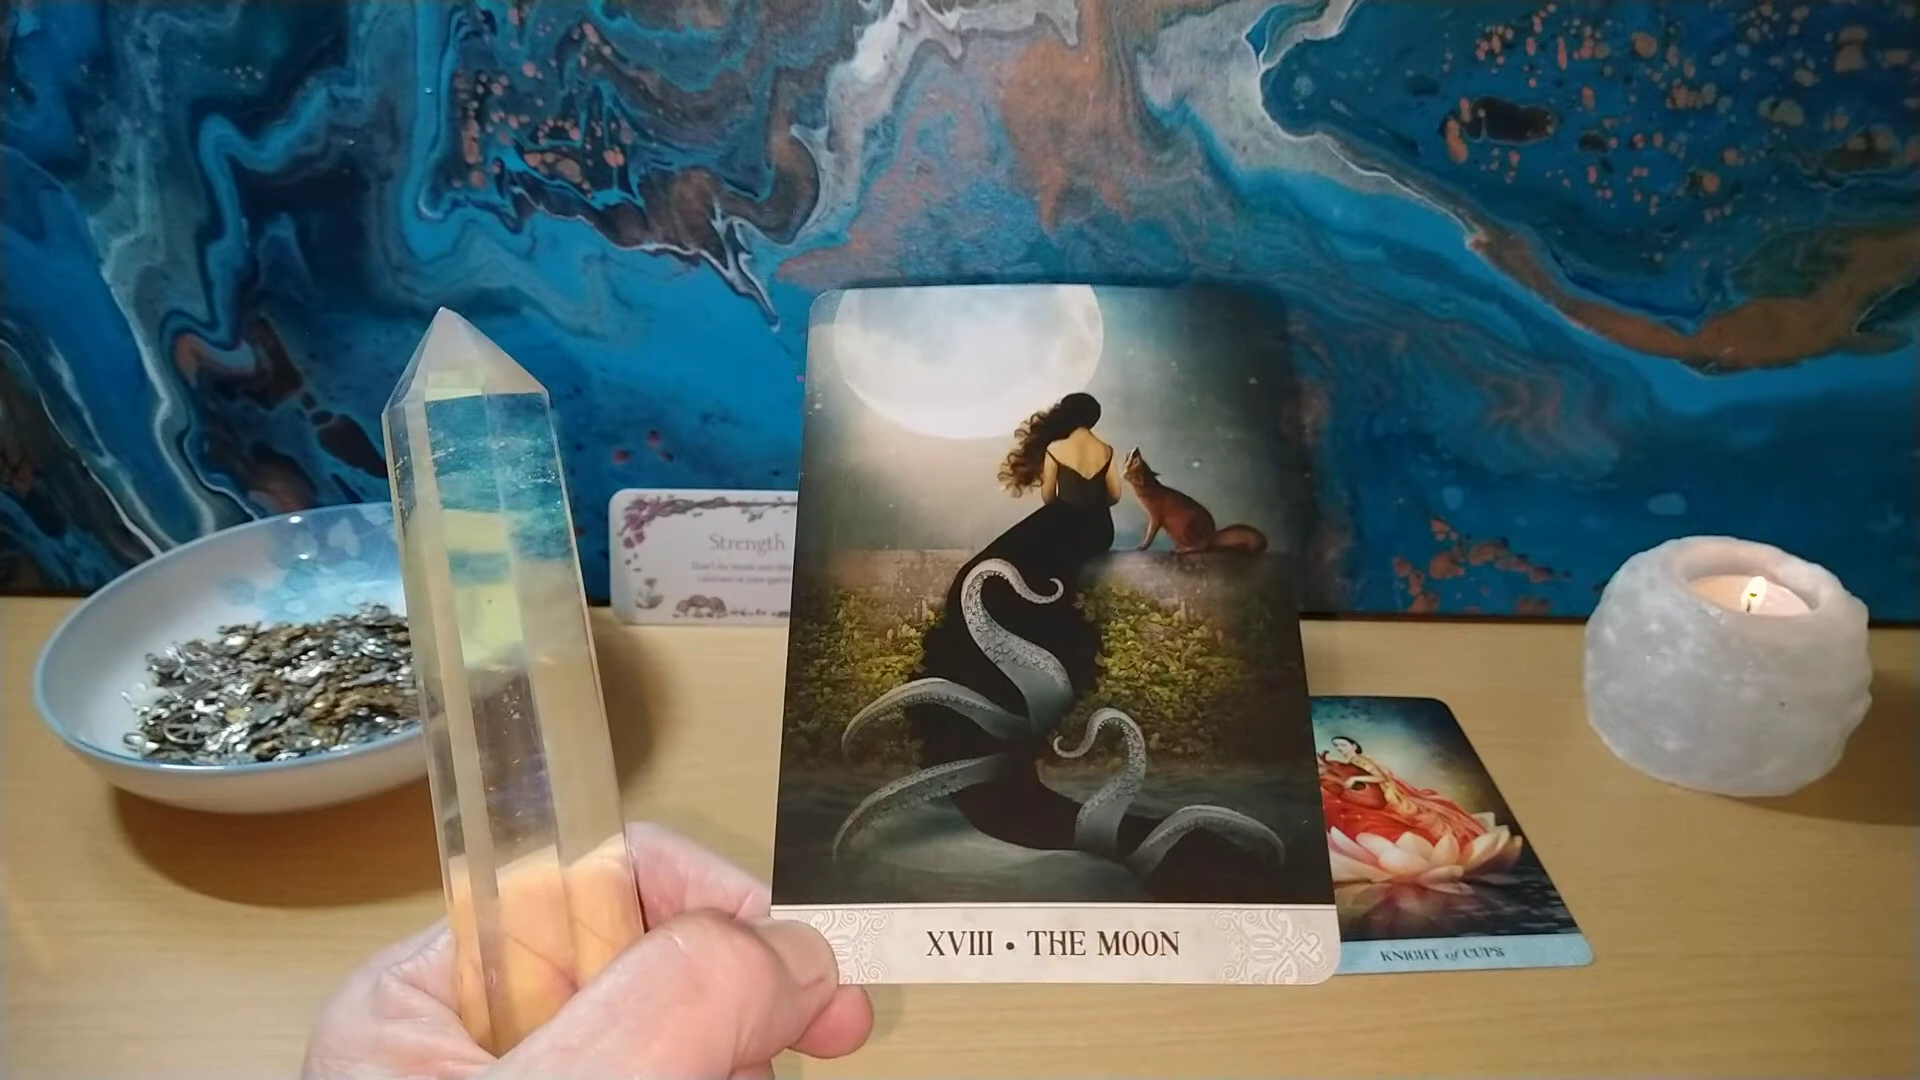 Strength
XVIII • THE MOON
KNIGHT of CUPS